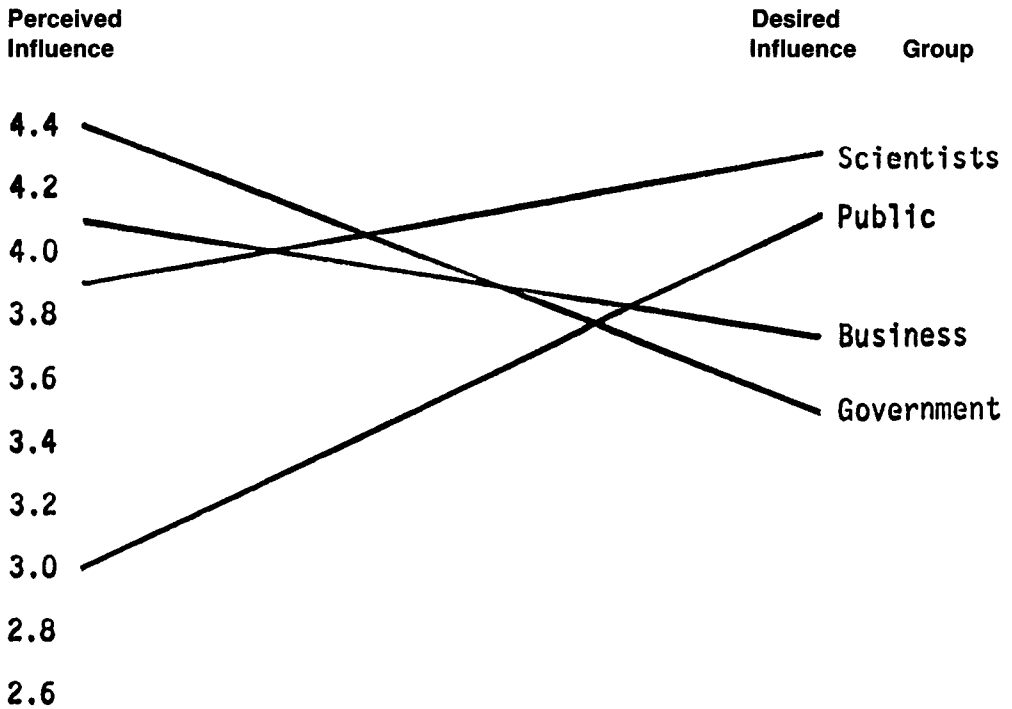 Perceived
Influence
Desired
Influence
Group
4.4
4.2
4.0
3.8
3.6
3.4
3.2
3.0
2.8
2.6
Scientists
Public
Business
Government